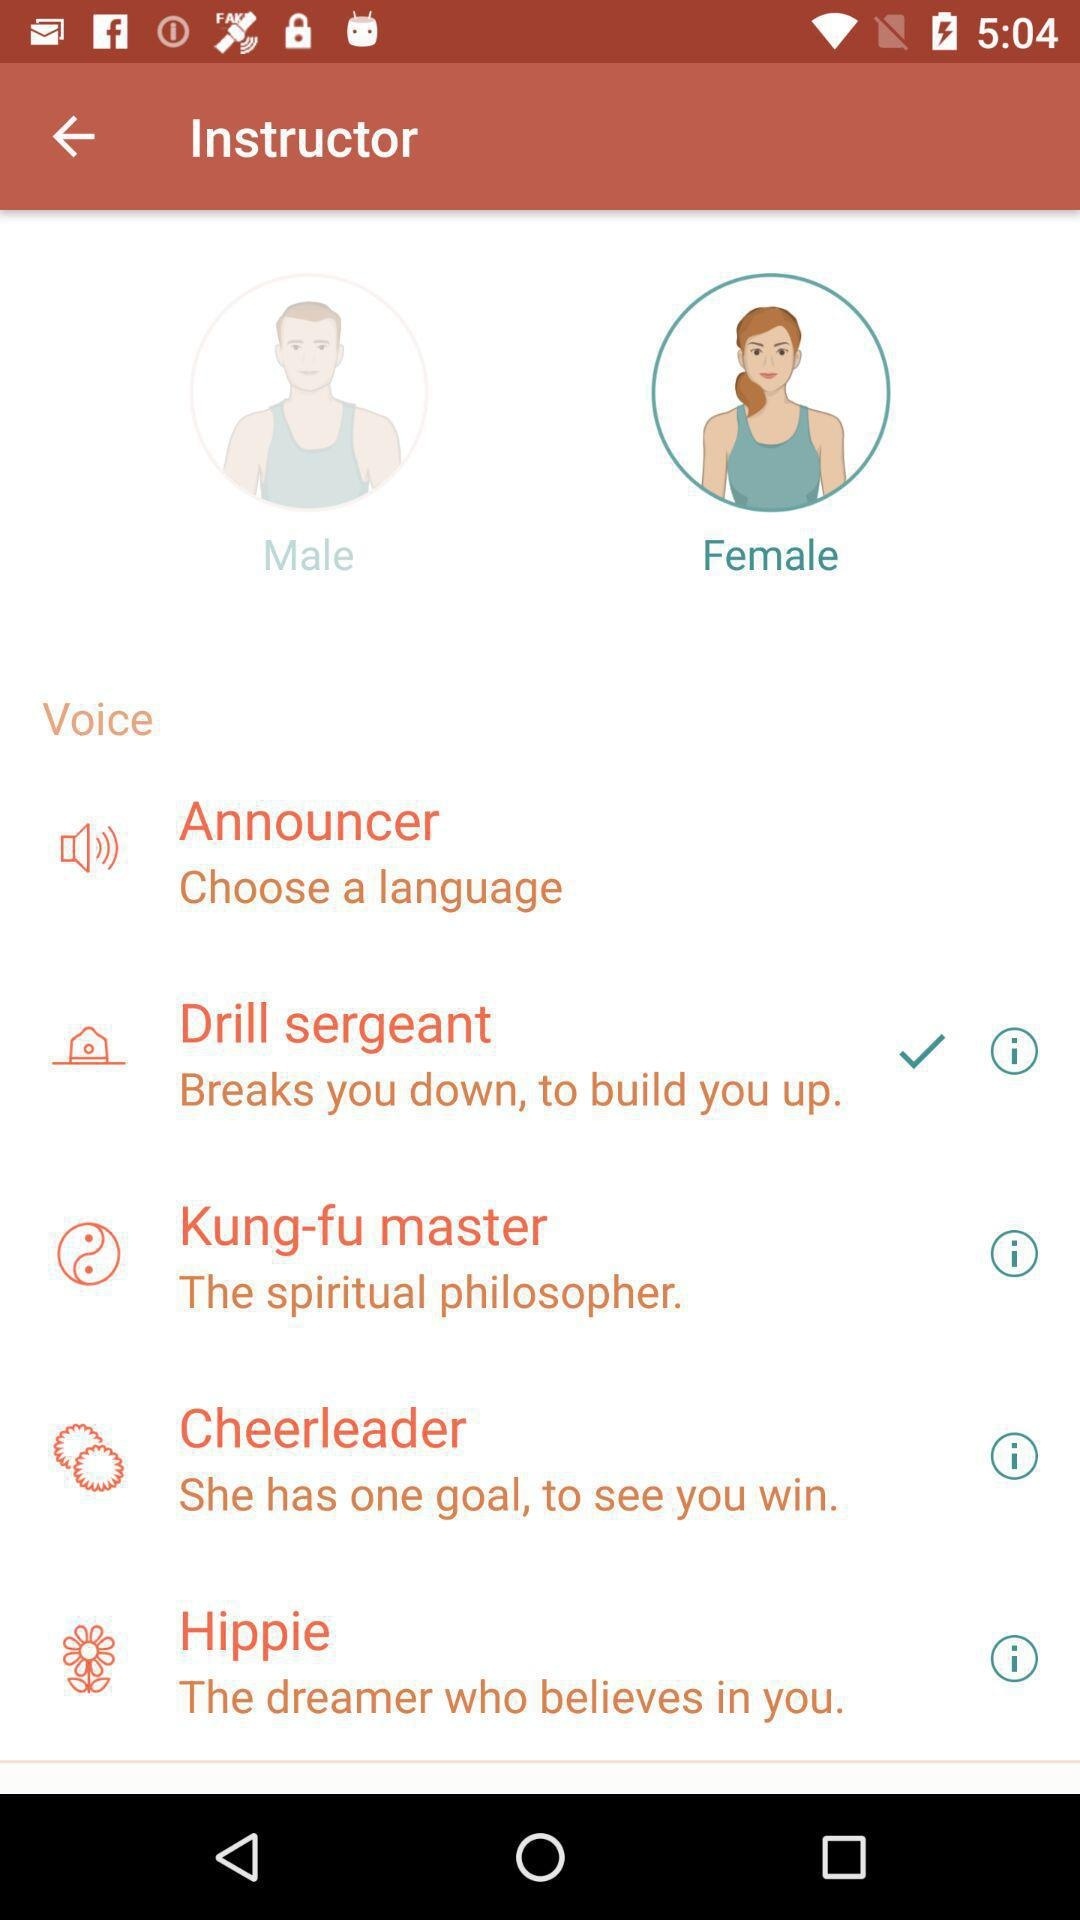 FAKE
5:04
Instructor
Male
Female
Voice
Announcer
Choose a language
Drill sergeant
Breaks you down, to build you up.
Kung-fu master
The spiritual philosopher.
Cheerleader
She has one goal, to see you win.
Hippie
The dreamer who believes in you.